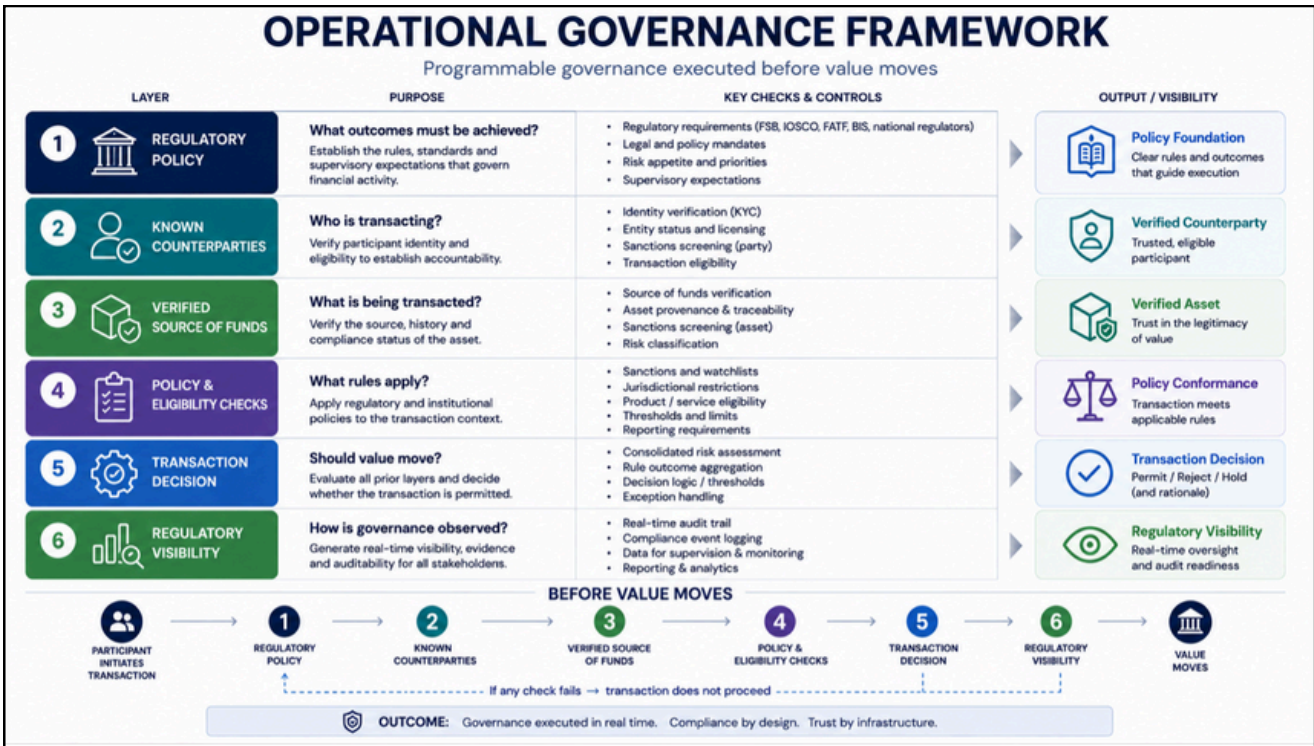 OPERATIONAL GOVERNANCE FRAMEWORK
Programmable governance executed before value moves
LAYER
PURPOSE
KEY CHECKS & CONTROLS
OUTPUT / VISIBILITY
1
REGULATORY
POLICY
What outcomes must be achieved?
Establish the rules, standards and
supervisory expectations that govern
financial activity.
• Regulatory requirements (FSB, IOSCO, FATF, BIS, national regulators)
• Legal and policy mandates
• Risk appetite and priorities
• Supervisory expectations
Policy Foundation
Clear rules and outcomes
that guide execution
2
KNOWN
COUNTERPARTIES
Who is transacting?
Verify participant identity and
eligibility to establish accountability.
• Identity verification (KYC)
• Entity status and licensing
• Sanctions screening (party)
• Transaction eligibility
Verified Counterparty
Trusted, eligible
participant
3
VERIFIED
SOURCE OF FUNDS
What is being transacted?
Verify the source, history and
compliance status of the asset.
• Source of funds verification
• Asset provenance & traceability
• Sanctions screening (asset)
• Risk classification
Verified Asset
Trust in the legitimacy
of value
4
POLICY &
ELIGIBILITY CHECKS
What rules apply?
Apply regulatory and institutional
policies to the transaction context.
• Sanctions and watchlists
• Jurisdictional restrictions
• Product / service eligibility
• Thresholds and limits
• Reporting requirements
Policy Conformance
Transaction meets
applicable rules
5
TRANSACTION
DECISION
Should value move?
Evaluate all prior layers and decide
whether the transaction is permitted.
• Consolidated risk assessment
• Rule outcome aggregation
• Decision logic / thresholds
• Exception handling
Transaction Decision
Permit / Reject / Hold
(and rationale)
6
REGULATORY
VISIBILITY
How is governance observed?
Generate real-time visibility, evidence
and auditability for all stakeholdens.
• Real-time audit trail
• Compliance event logging
• Data for supervision & monitoring
• Reporting & analytics
Regulatory Visibility
Real-time oversight
and audit readiness
BEFORE VALUE MOVES
PARTICIPANT
INITIATES
TRANSACTION
1
REGULATORY
POLICY
2
KNOWN
COUNTERPARTIES
3
VERIFIED SOURCE
OF FUNDS
4
POLICY &
ELIGIBILITY CHECKS
5
TRANSACTION
DECISION
6
REGULATORY
VISIBILITY
VALUE
MOVES
If any check fails → transaction does not proceed
OUTCOME: Governance executed in real time. Compliance by design. Trust by infrastructure.